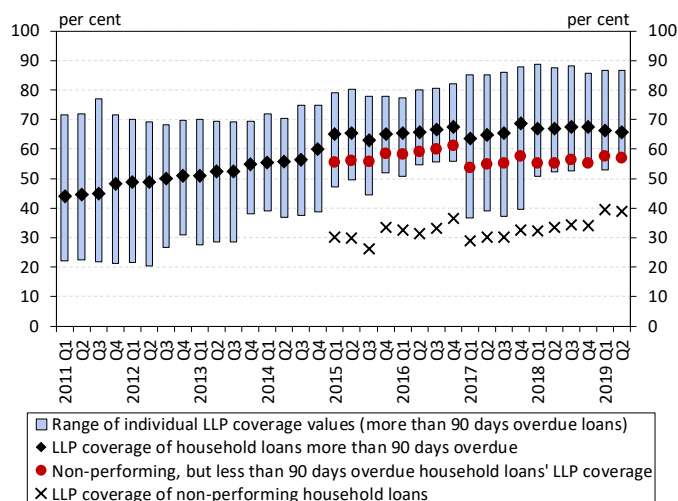 per cent per cent
100 100
90 90
80 80
70 70
60 60
50 50
40 40
30 30
20 20
10 10
0 0
2011 Q1 Q2 Q3 Q4 2012 Q1 Q2 Q3 Q4 2013 Q1 Q2 Q3 Q4 2014 Q1 Q2 Q3 Q4 2015 Q1 Q2 Q3 Q4 2016 Q1 Q2 Q3 Q4 2017 Q1 Q2 Q3 Q4 2018 Q1 Q2 Q3 Q4 2019 Q1 Q2
Range of individual LLP coverage values (more than 90 days overdue loans)
LLP coverage of household loans more than 90 days overdue
Non-performing, but less than 90 days overdue household loans' LLP coverage
LLP coverage of non-performing household loans